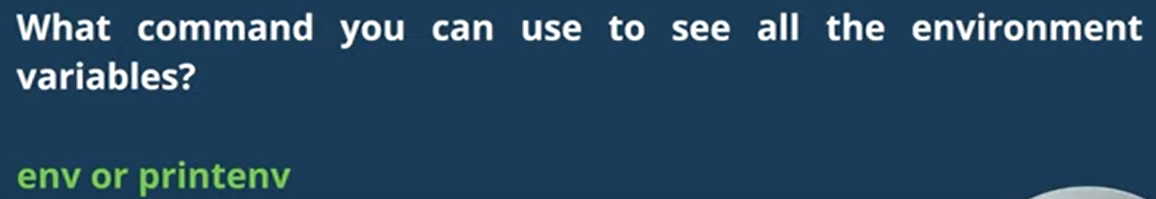 What command you can use to see all the environment
variables?
env or printenv